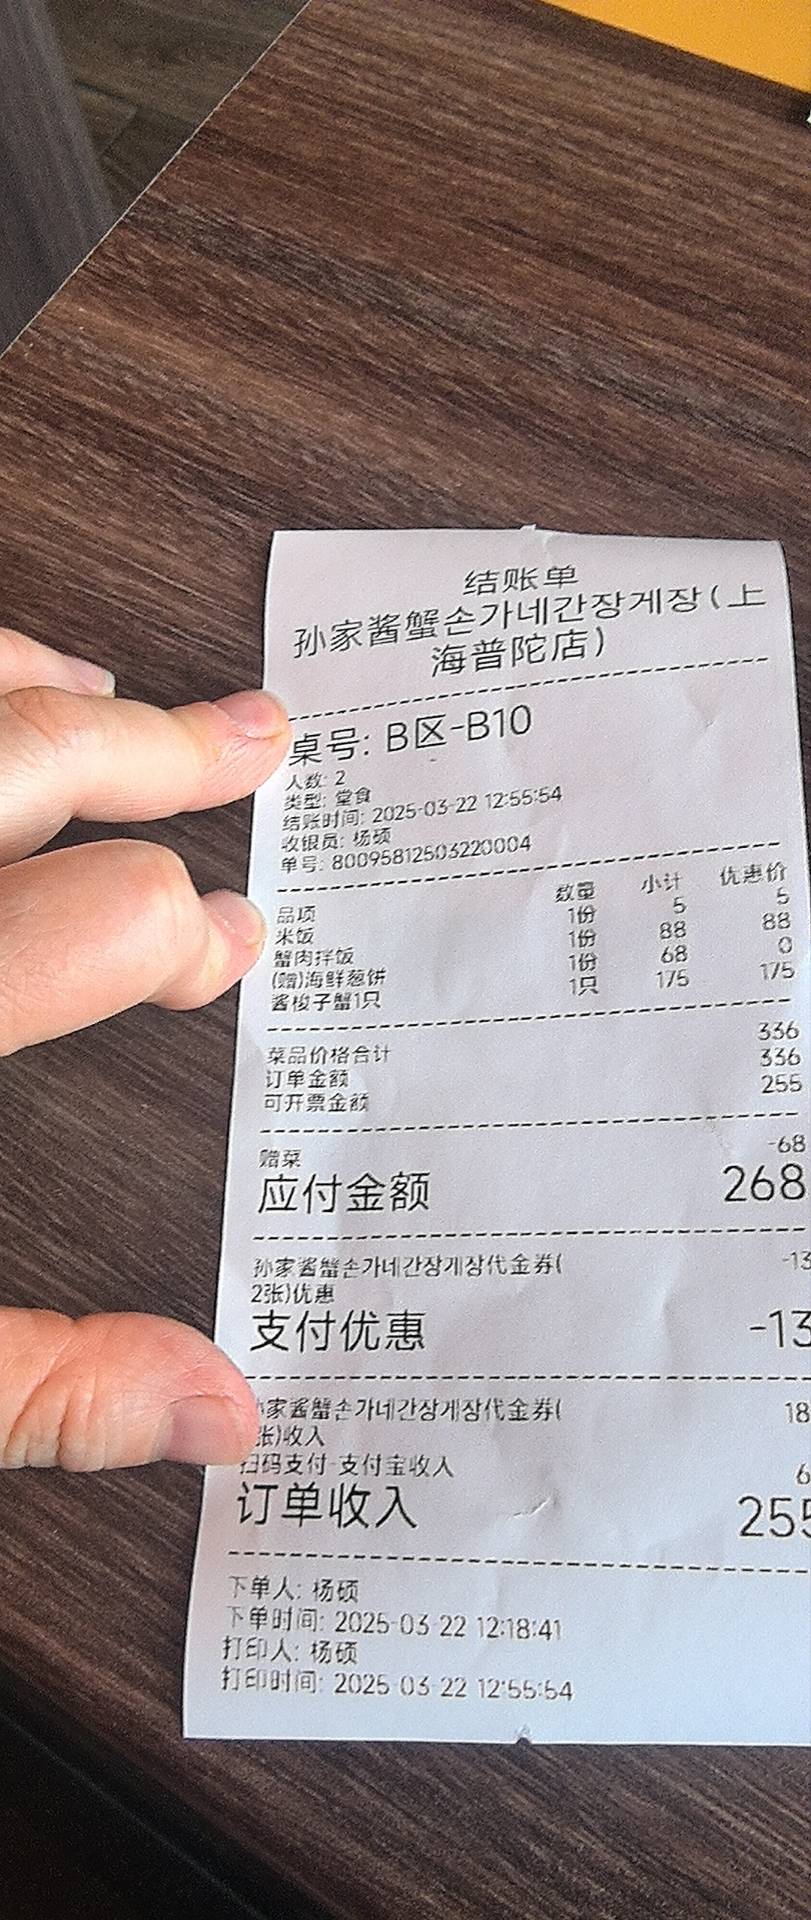 结账单
孙家酱蟹손가네간장게장(上
海普陀店)
桌号: B区-B10
人数: 2
类型: 堂食
结账时间: 2025-03-22 12:55:54
收银员: 杨硕
单号: 80095812503220004
品项 数量 小计 优惠价
米饭 1份 5 5
蟹肉拌饭 1份 88 88
(赠)海鲜葱饼 1份 68 0
酱梭子蟹1只 1只 175 175
菜品价格合计 336
订单金额 336
可开票金额 255
赠菜 -68
应付金额 268
孙家酱蟹손가네간장게장代金券( -13
2张)优惠
支付优惠 -13
家酱蟹손가네간장게장代金券( 18
张)收入
扫码支付-支付宝收入 6
订单收入 255
下单人: 杨硕
下单时间: 2025-03-22 12:18:41
打印人: 杨硕
打印时间: 2025-03-22 12:55:54